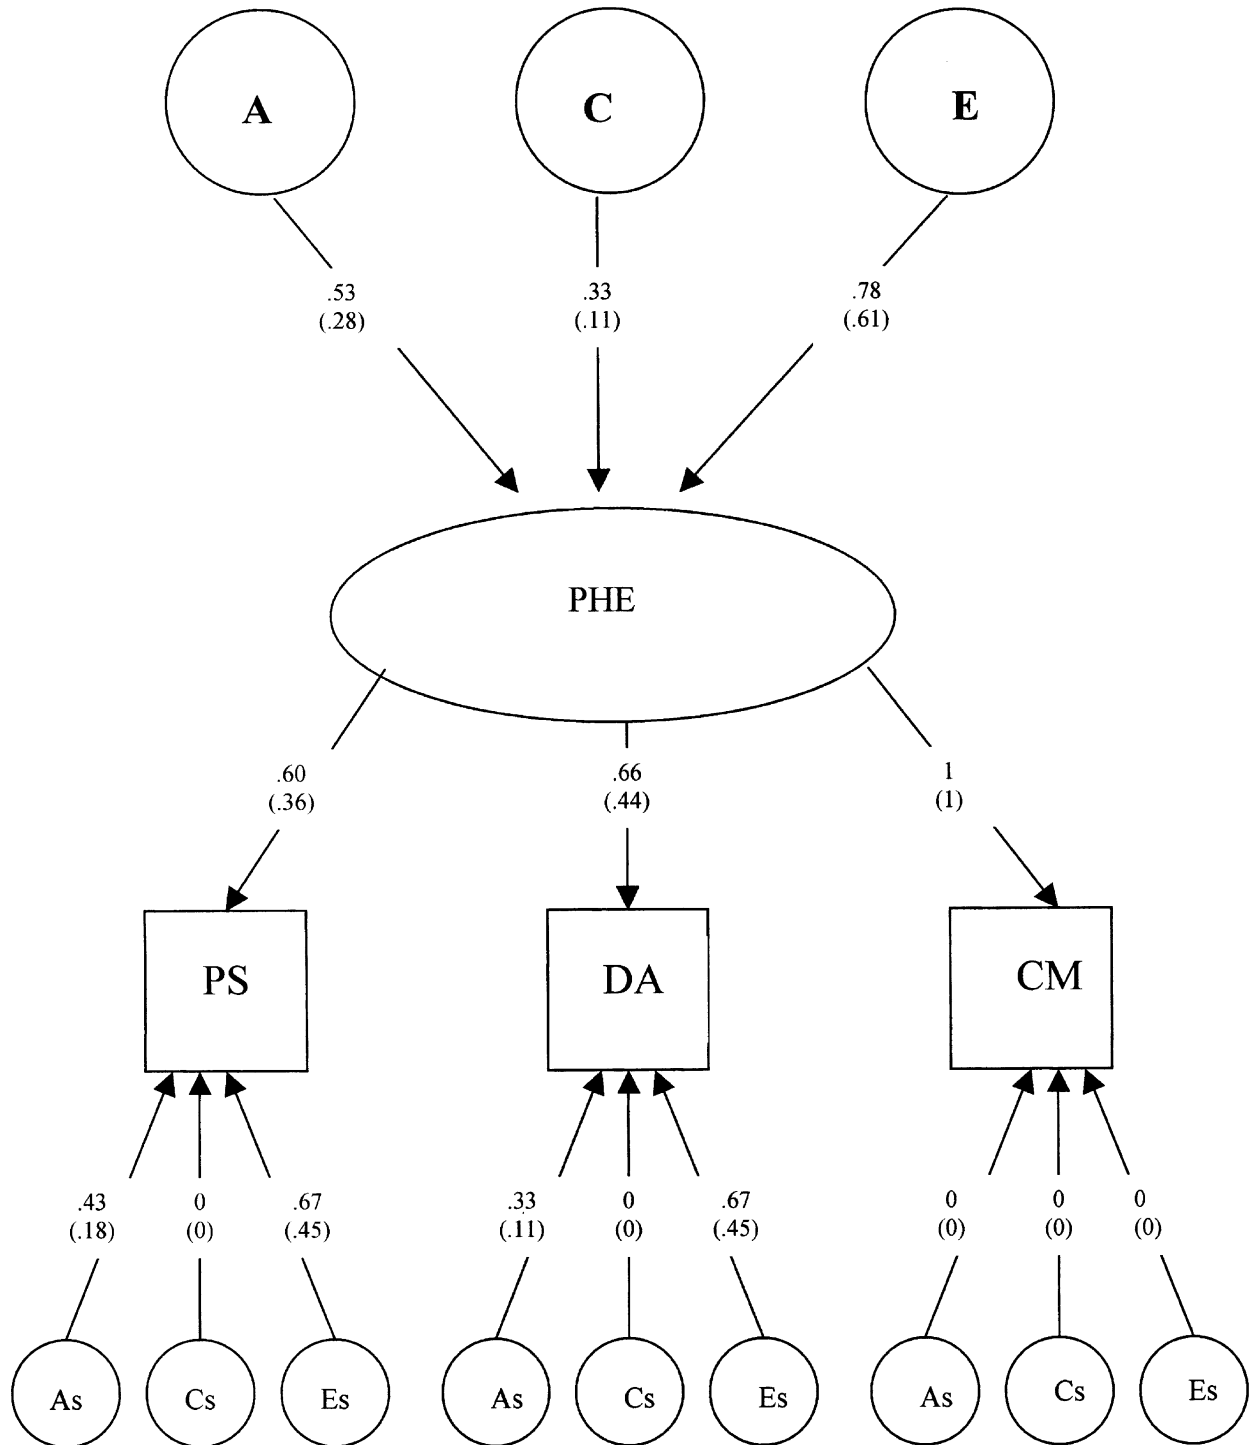 A
C
E
.53
(.28)
.33
(.11)
.78
(.61)
PHE
.60
(.36)
.66
(.44)
1
(1)
PS
DA
CM
.43
(.18)
0
(0)
.67
(.45)
.33
(.11)
0
(0)
.67
(.45)
0
(0)
0
(0)
0
(0)
As
Cs
Es
As
Cs
Es
As
Cs
Es